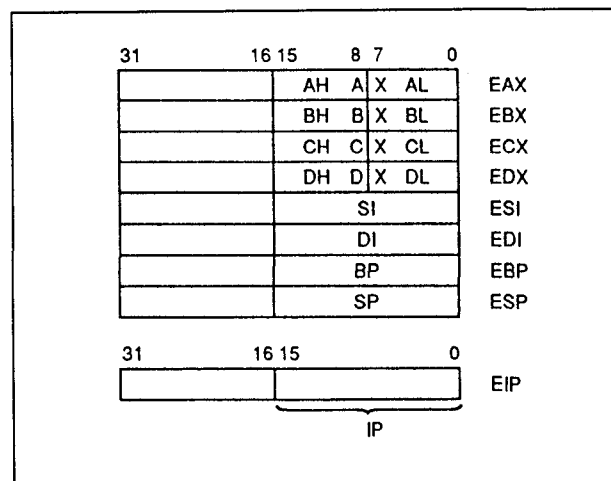 31 16 15 8 7 0
AH A X AL EAX
BH B X BL EBX
CH C X CL ECX
DH D X DL EDX
SI ESI
DI EDI
BP EBP
SP ESP
31 16 15 0
EIP
IP